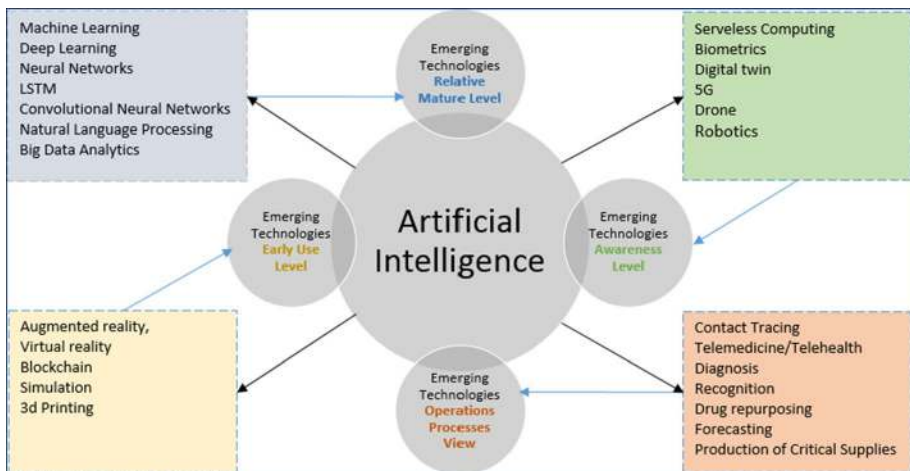 Machine Learning
Deep Learning
Neural Networks
LSTM
Convolutional Neural Networks
Natural Language Processing
Big Data Analytics
Emerging
Technologies
Relative
Mature Level
Serveless Computing
Biometrics
Digital twin
5G
Drone
Robotics
Emerging
Technologies
Early Use
Level
Artificial
Intelligence
Emerging
Technologies
Awareness
Level
Augmented reality,
Virtual reality
Blockchain
Simulation
3d Printing
Emerging
Technologies
Operations
Processes
View
Contact Tracing
Telemedicine/Telehealth
Diagnosis
Recognition
Drug repurposing
Forecasting
Production of Critical Supplies